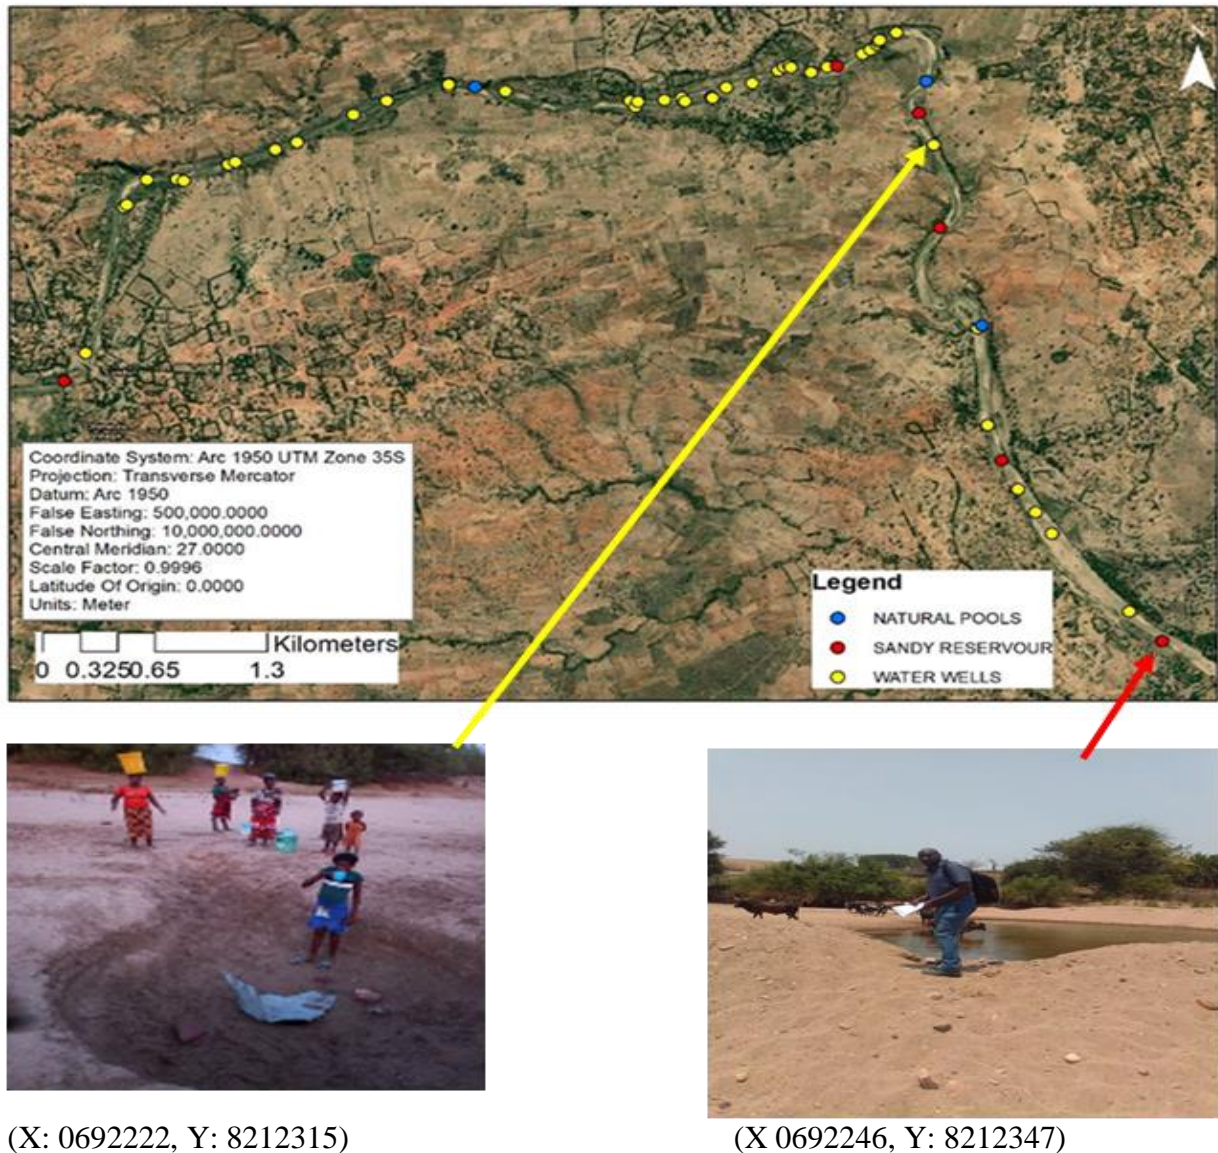 N
Coordinate System: Arc 1950 UTM Zone 35S
Projection: Transverse Mercator
Datum: Arc 1950
False Easting: 500,000.0000
False Northing: 10,000,000.0000
Central Meridian: 27.0000
Scale Factor: 0.9996
Latitude Of Origin: 0.0000
Units: Meter
Kilometers
0 0.3250.65 1.3
Legend
NATURAL POOLS
SANDY RESERVOUR
WATER WELLS
(X: 0692222, Y: 8212315)
(X 0692246, Y: 8212347)